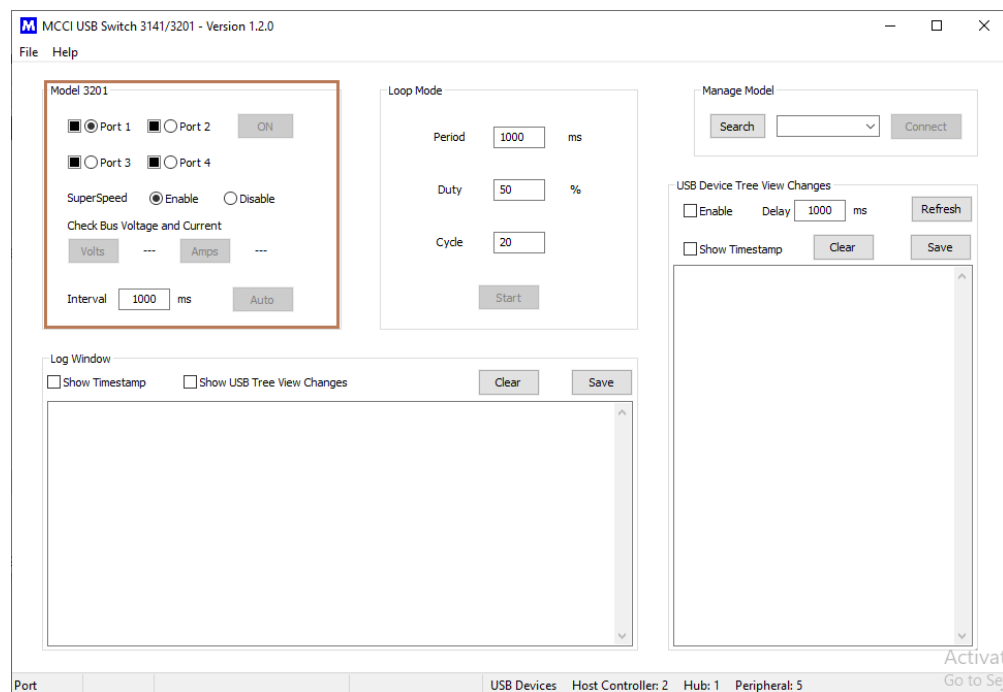 M MCCI USB Switch 3141/3201 - Version 1.2.0
File Help
Model 3201
Port 1 Port 2 ON
Port 3 Port 4
SuperSpeed Enable Disable
Check Bus Voltage and Current
Volts --- Amps ---
Interval 1000 ms Auto
Loop Mode
Period 1000 ms
Duty 50 %
Cycle 20
Start
Manage Model
Search Connect
USB Device Tree View Changes
Enable Delay 1000 ms Refresh
Show Timestamp Clear Save
Log Window
Show Timestamp Show USB Tree View Changes Clear Save
Port USB Devices Host Controller: 2 Hub: 1 Peripheral: 5
Go to Se